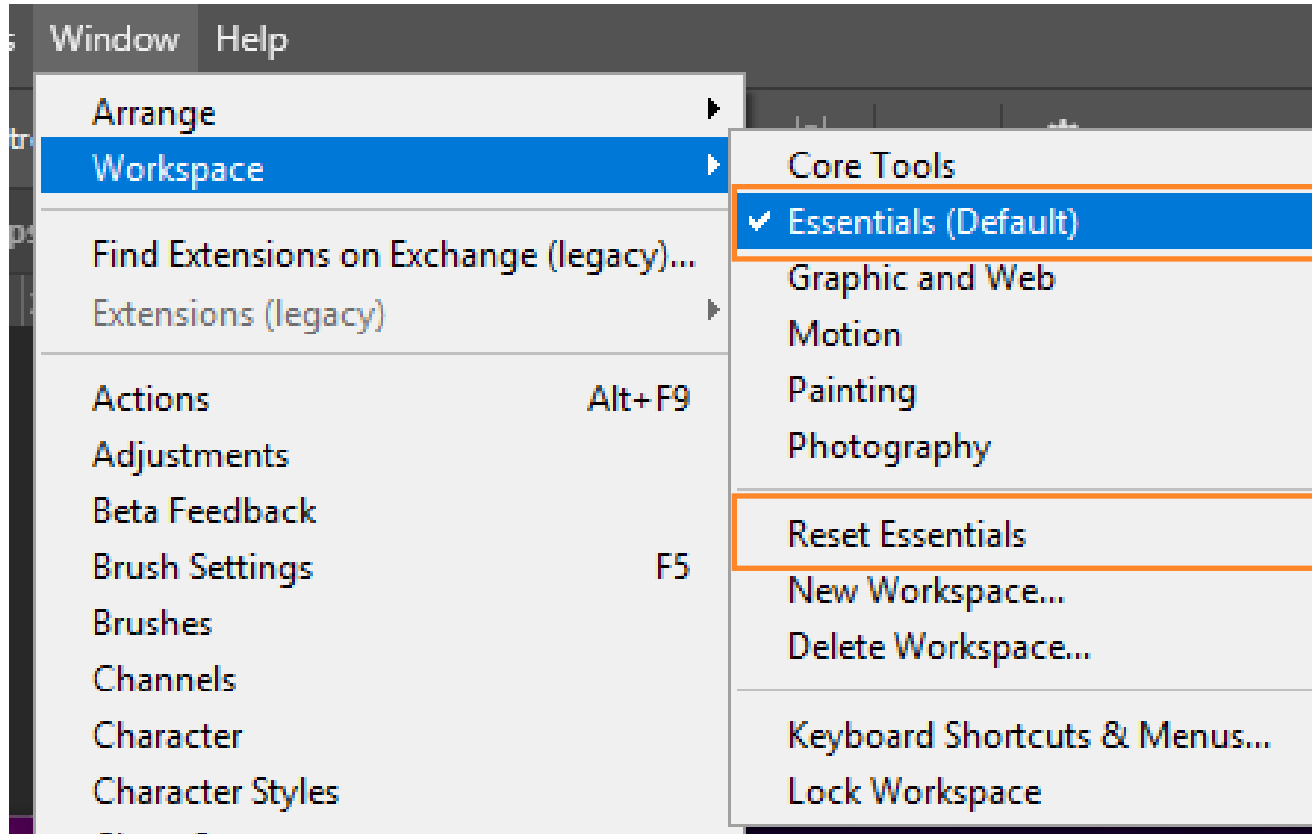 Window Help
Arrange
Workspace
Find Extensions on Exchange (legacy)...
Extensions (legacy)
Actions Alt+F9
Adjustments
Beta Feedback
Brush Settings F5
Brushes
Channels
Character
Character Styles
Core Tools
Essentials (Default)
Graphic and Web
Motion
Painting
Photography
Reset Essentials
New Workspace...
Delete Workspace...
Keyboard Shortcuts & Menus...
Lock Workspace